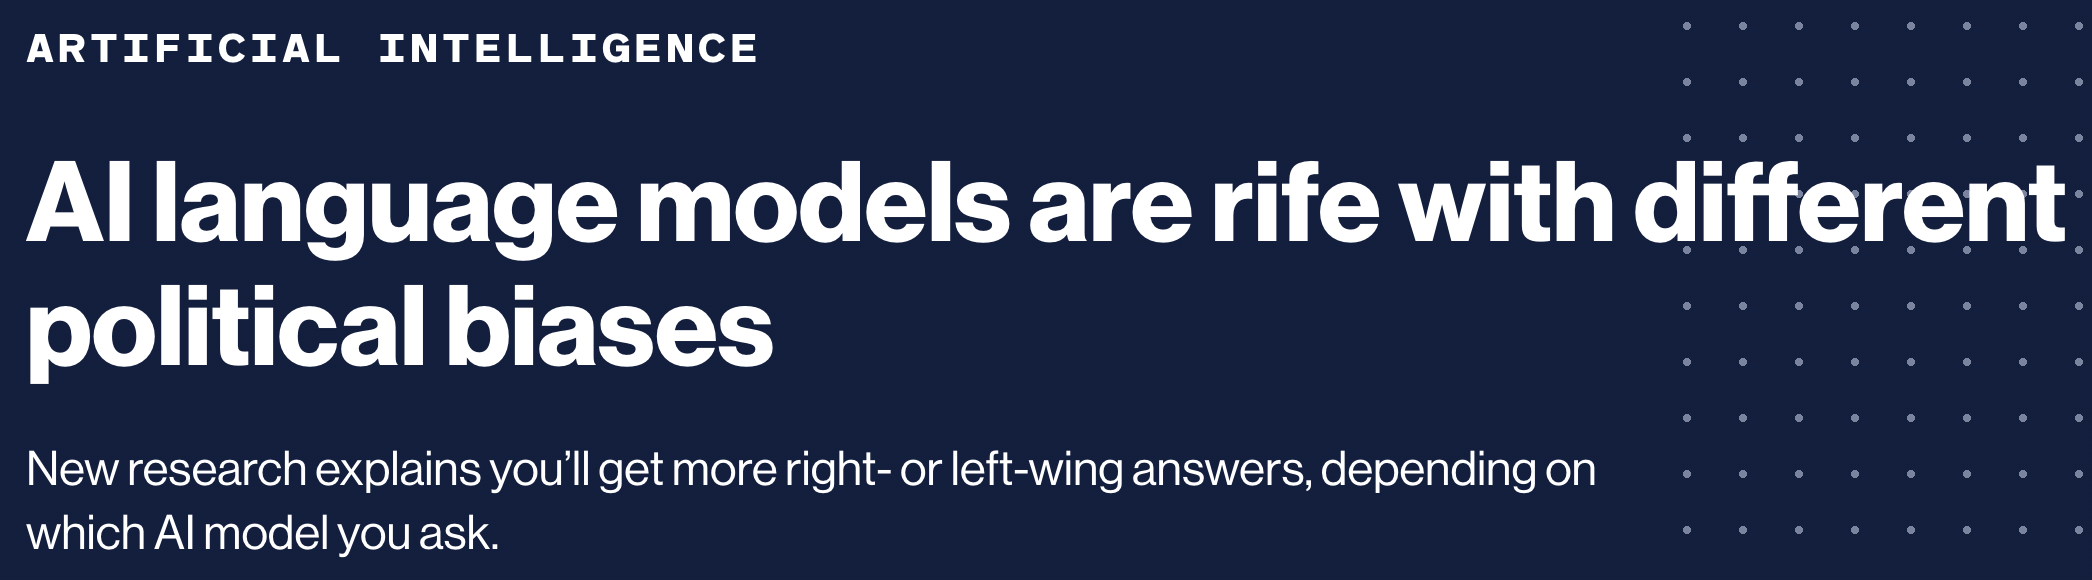 ARTIFICIAL INTELLIGENCE
AI language models are rife with different
political biases
New research explains you’ll get more right- or left-wing answers, depending on
which AI model you ask.